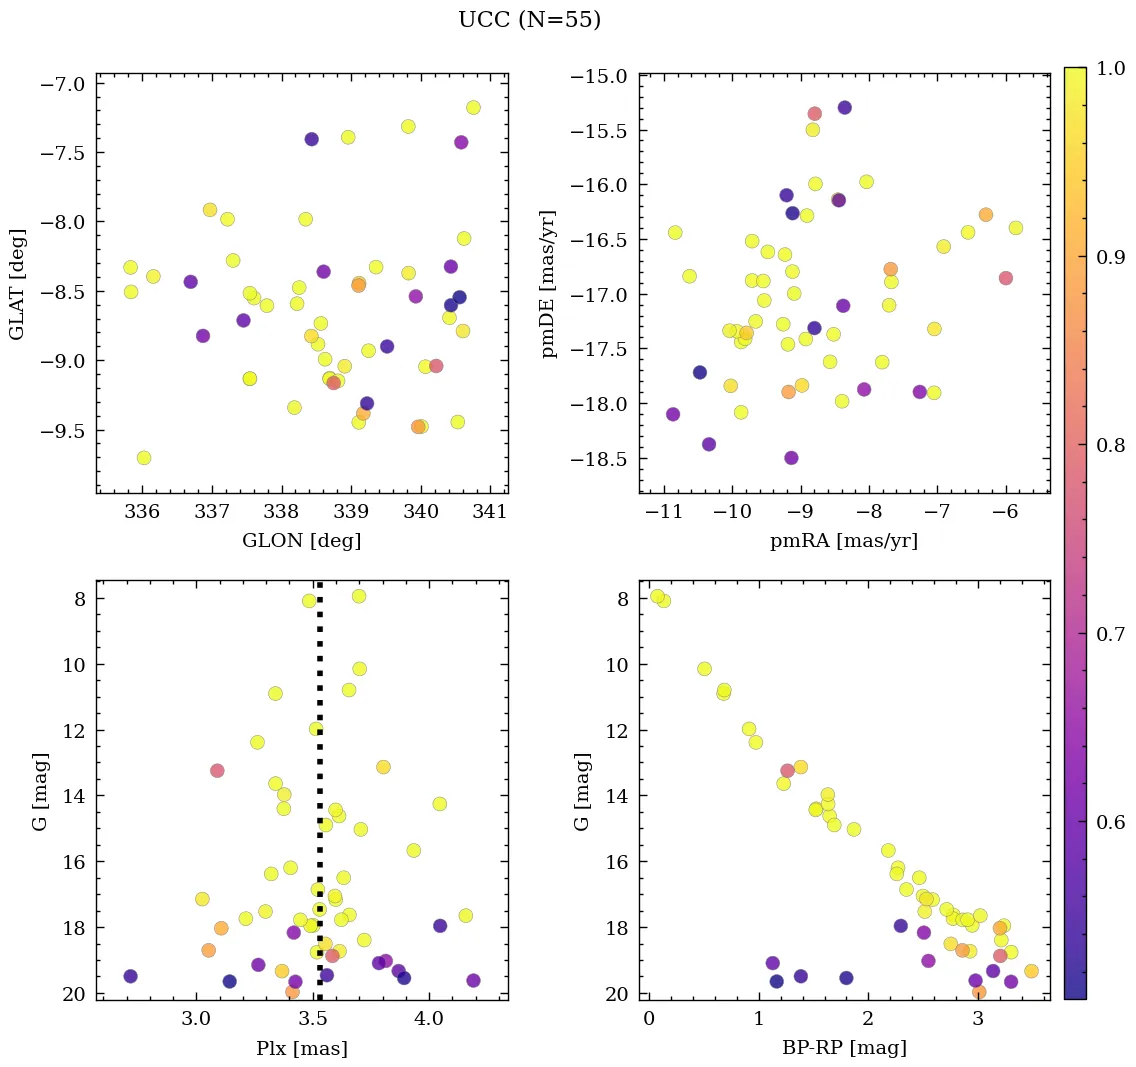 UCC (N=55)
−7.0
−7.5
−8.0
−8.5
−9.0
−9.5
GLAT [deg]
336 337 338 339 340 341
GLON [deg]
−15.0
−15.5
−16.0
−16.5
−17.0
−17.5
−18.0
−18.5
pmDE [mas/yr]
−11 −10 −9 −8 −7 −6
pmRA [mas/yr]
8
10
12
14
16
18
20
G [mag]
3.0 3.5 4.0
Plx [mas]
8
10
12
14
16
18
20
G [mag]
0 1 2 3
BP-RP [mag]
1.0
0.9
0.8
0.7
0.6